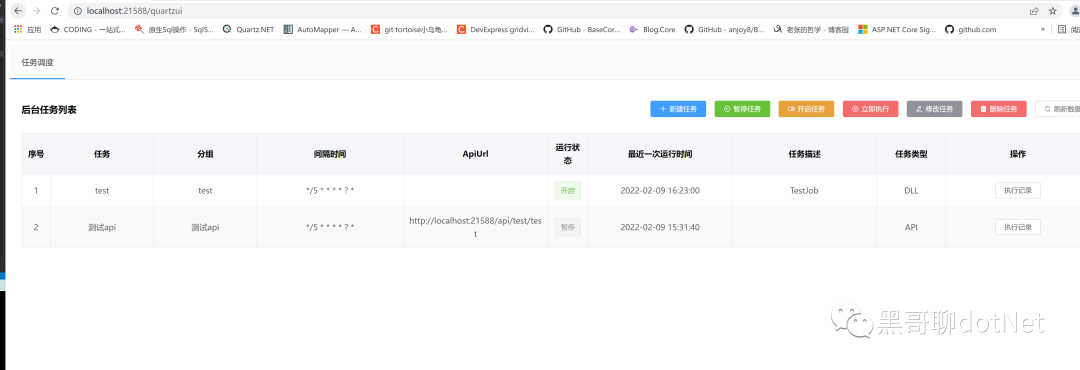 localhost:21588/quartzui
应用 CODING - 一站式... 原生Sql操作 - SqlS... Quartz.NET AutoMapper — A... git tortoise小乌龟... DevExpress gridvi... GitHub - BaseCor... Blog.Core GitHub - anjoy8/B... 老张的哲学 - 博客园 ASP.NET Core Sig... github.com »
任务调度
后台任务列表 新建任务 暂停任务 开启任务 立即执行 修改任务 删除任务 刷新数据
序号 任务 分组 间隔时间 ApiUrl 运行状态 最近一次运行时间 任务描述 任务类型 操作
1 test test */5 * * * * ? * 开启 2022-02-09 16:23:00 TestJob DLL 执行记录
2 测试api 测试api */5 * * * * ? * http://localhost:21588/api/test/test 暂停 2022-02-09 15:31:40 API 执行记录
黑哥聊dotNet